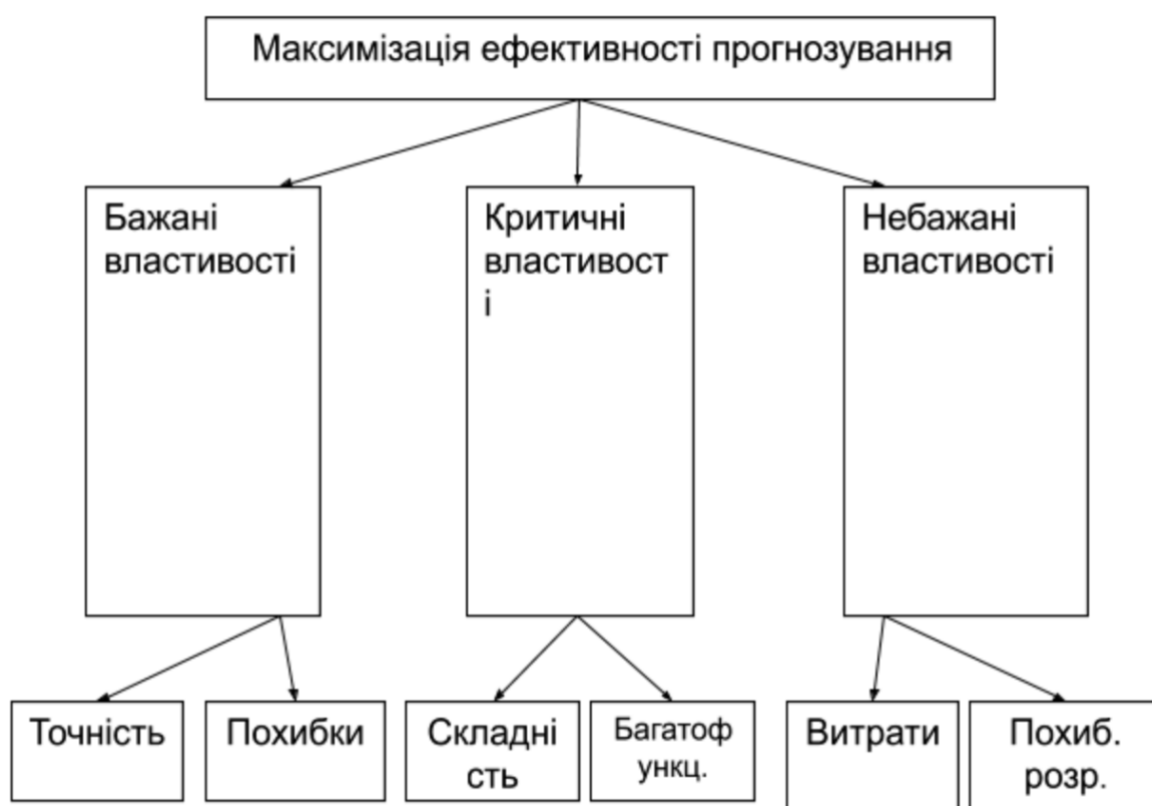 Максимізація ефективності прогнозування
Бажані
властивості
Критичні
властивост
і
Небажані
властивості
Точність
Похибки
Складні
сть
Багатоф
ункц.
Витрати
Похиб.
розр.